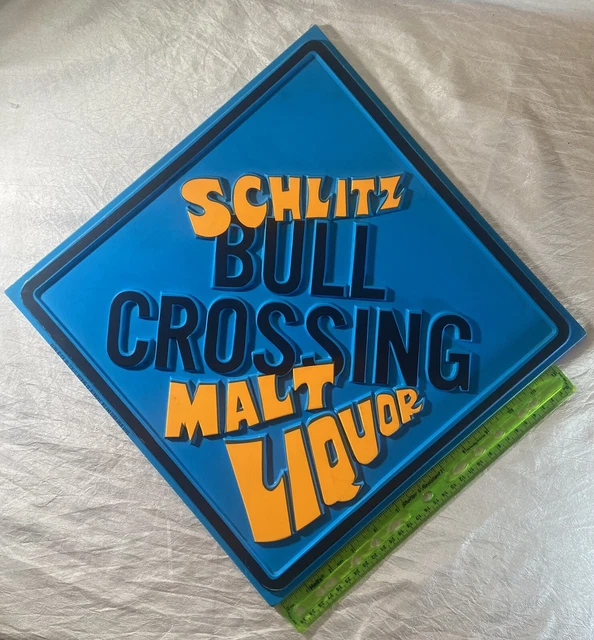 SCHLITZ
BULL
CROSSING
MALT
LIQUOR